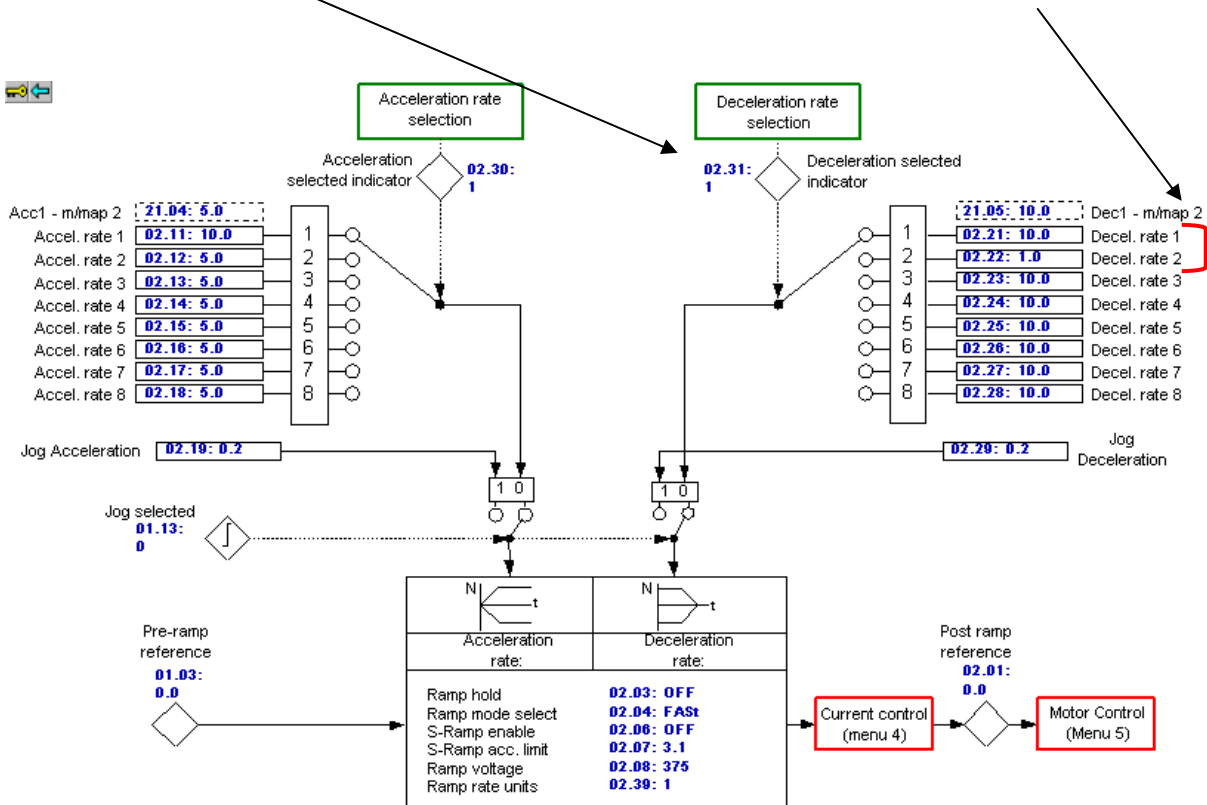 Acceleration rate
selection
Deceleration rate
selection
Acceleration
selected indicator
02.30:
1
02.31:
1
Deceleration selected
indicator
Acc1 - m/map 2 21.04: 5.0
Accel. rate 1 02.11: 10.0 1
Accel. rate 2 02.12: 5.0 2
Accel. rate 3 02.13: 5.0 3
Accel. rate 4 02.14: 5.0 4
Accel. rate 5 02.15: 5.0 5
Accel. rate 6 02.16: 5.0 6
Accel. rate 7 02.17: 5.0 7
Accel. rate 8 02.18: 5.0 8
21.05: 10.0 Dec1 - m/map 2
1 02.21: 10.0 Decel. rate 1
2 02.22: 1.0 Decel. rate 2
3 02.23: 10.0 Decel. rate 3
4 02.24: 10.0 Decel. rate 4
5 02.25: 10.0 Decel. rate 5
6 02.26: 10.0 Decel. rate 6
7 02.27: 10.0 Decel. rate 7
8 02.28: 10.0 Decel. rate 8
Jog Acceleration 02.19: 0.2
02.29: 0.2 Jog
Deceleration
1 0
1 0
Jog selected
01.13:
0
N t
N t
Acceleration
rate:
Deceleration
rate:
Pre-ramp
reference
01.03:
0.0
Ramp hold 02.03: OFF
Ramp mode select 02.04: FASt
S-Ramp enable 02.06: OFF
S-Ramp acc. limit 02.07: 3.1
Ramp voltage 02.08: 375
Ramp rate units 02.39: 1
Current control
(menu 4)
Post ramp
reference
02.01:
0.0
Motor Control
(Menu 5)